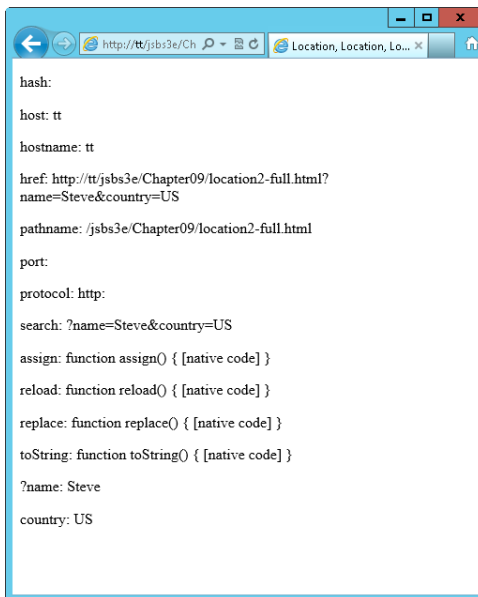 http://tt/jsbs3e/Ch
Location, Location, Lo...
hash:
host: tt
hostname: tt
href: http://tt/jsbs3e/Chapter09/location2-full.html?
name=Steve&country=US
pathname: /jsbs3e/Chapter09/location2-full.html
port:
protocol: http:
search: ?name=Steve&country=US
assign: function assign() { [native code] }
reload: function reload() { [native code] }
replace: function replace() { [native code] }
toString: function toString() { [native code] }
?name: Steve
country: US